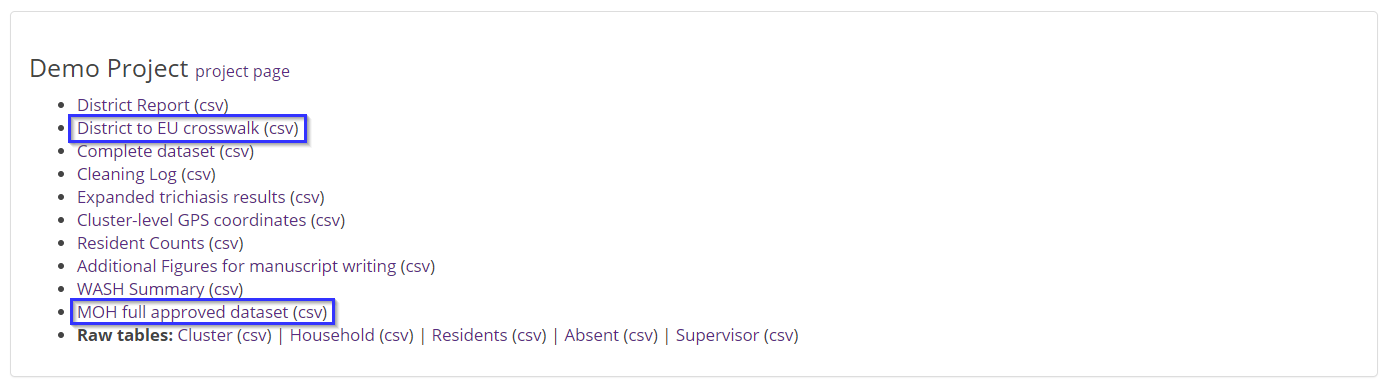 Demo Project project page
District Report (csv)
District to EU crosswalk (csv)
Complete dataset (csv)
Cleaning Log (csv)
Expanded trichiasis results (csv)
Cluster-level GPS coordinates (csv)
Resident Counts (csv)
Additional Figures for manuscript writing (csv)
WASH Summary (csv)
MOH full approved dataset (csv)
Raw tables: Cluster (csv) | Household (csv) | Residents (csv) | Absent (csv) | Supervisor (csv)